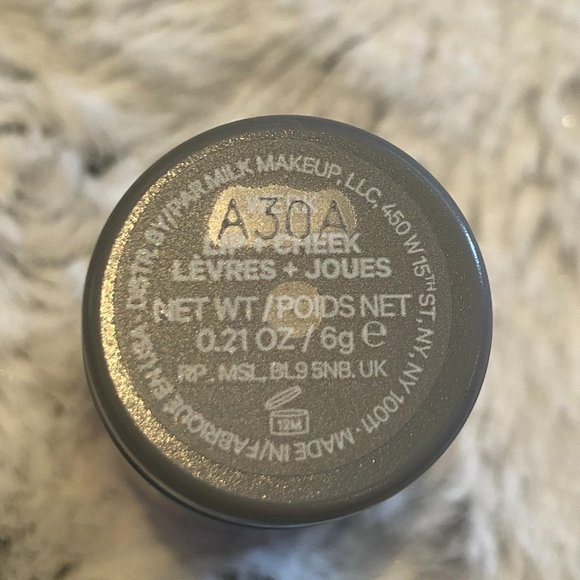 A30A
LIP + CHEEK
LÈVRES + JOUES
NET WT / POIDS NET
0.21 OZ / 6g ℮
RP, MSL, BL9 5NB, UK
12M
DISTR. BY/PAR MILK MAKEUP, LLC, 450 W 15TH ST, NY, NY 10011 • MADE IN/FABRIQUÉ EN USA •